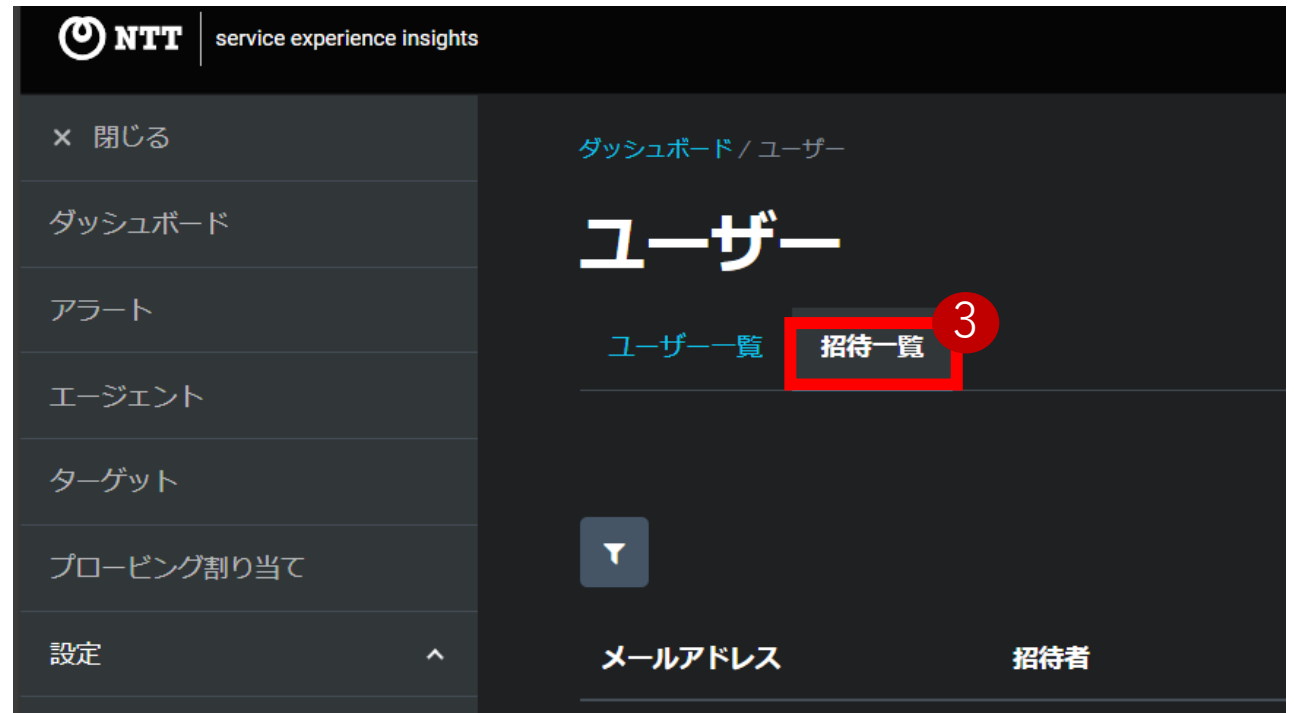 NTT service experience insights
× 閉じる
ダッシュボード
アラート
エージェント
ターゲット
プロービング割り当て
設定
ダッシュボード / ユーザー
ユーザー
ユーザー一覧 招待一覧
3
メールアドレス 招待者